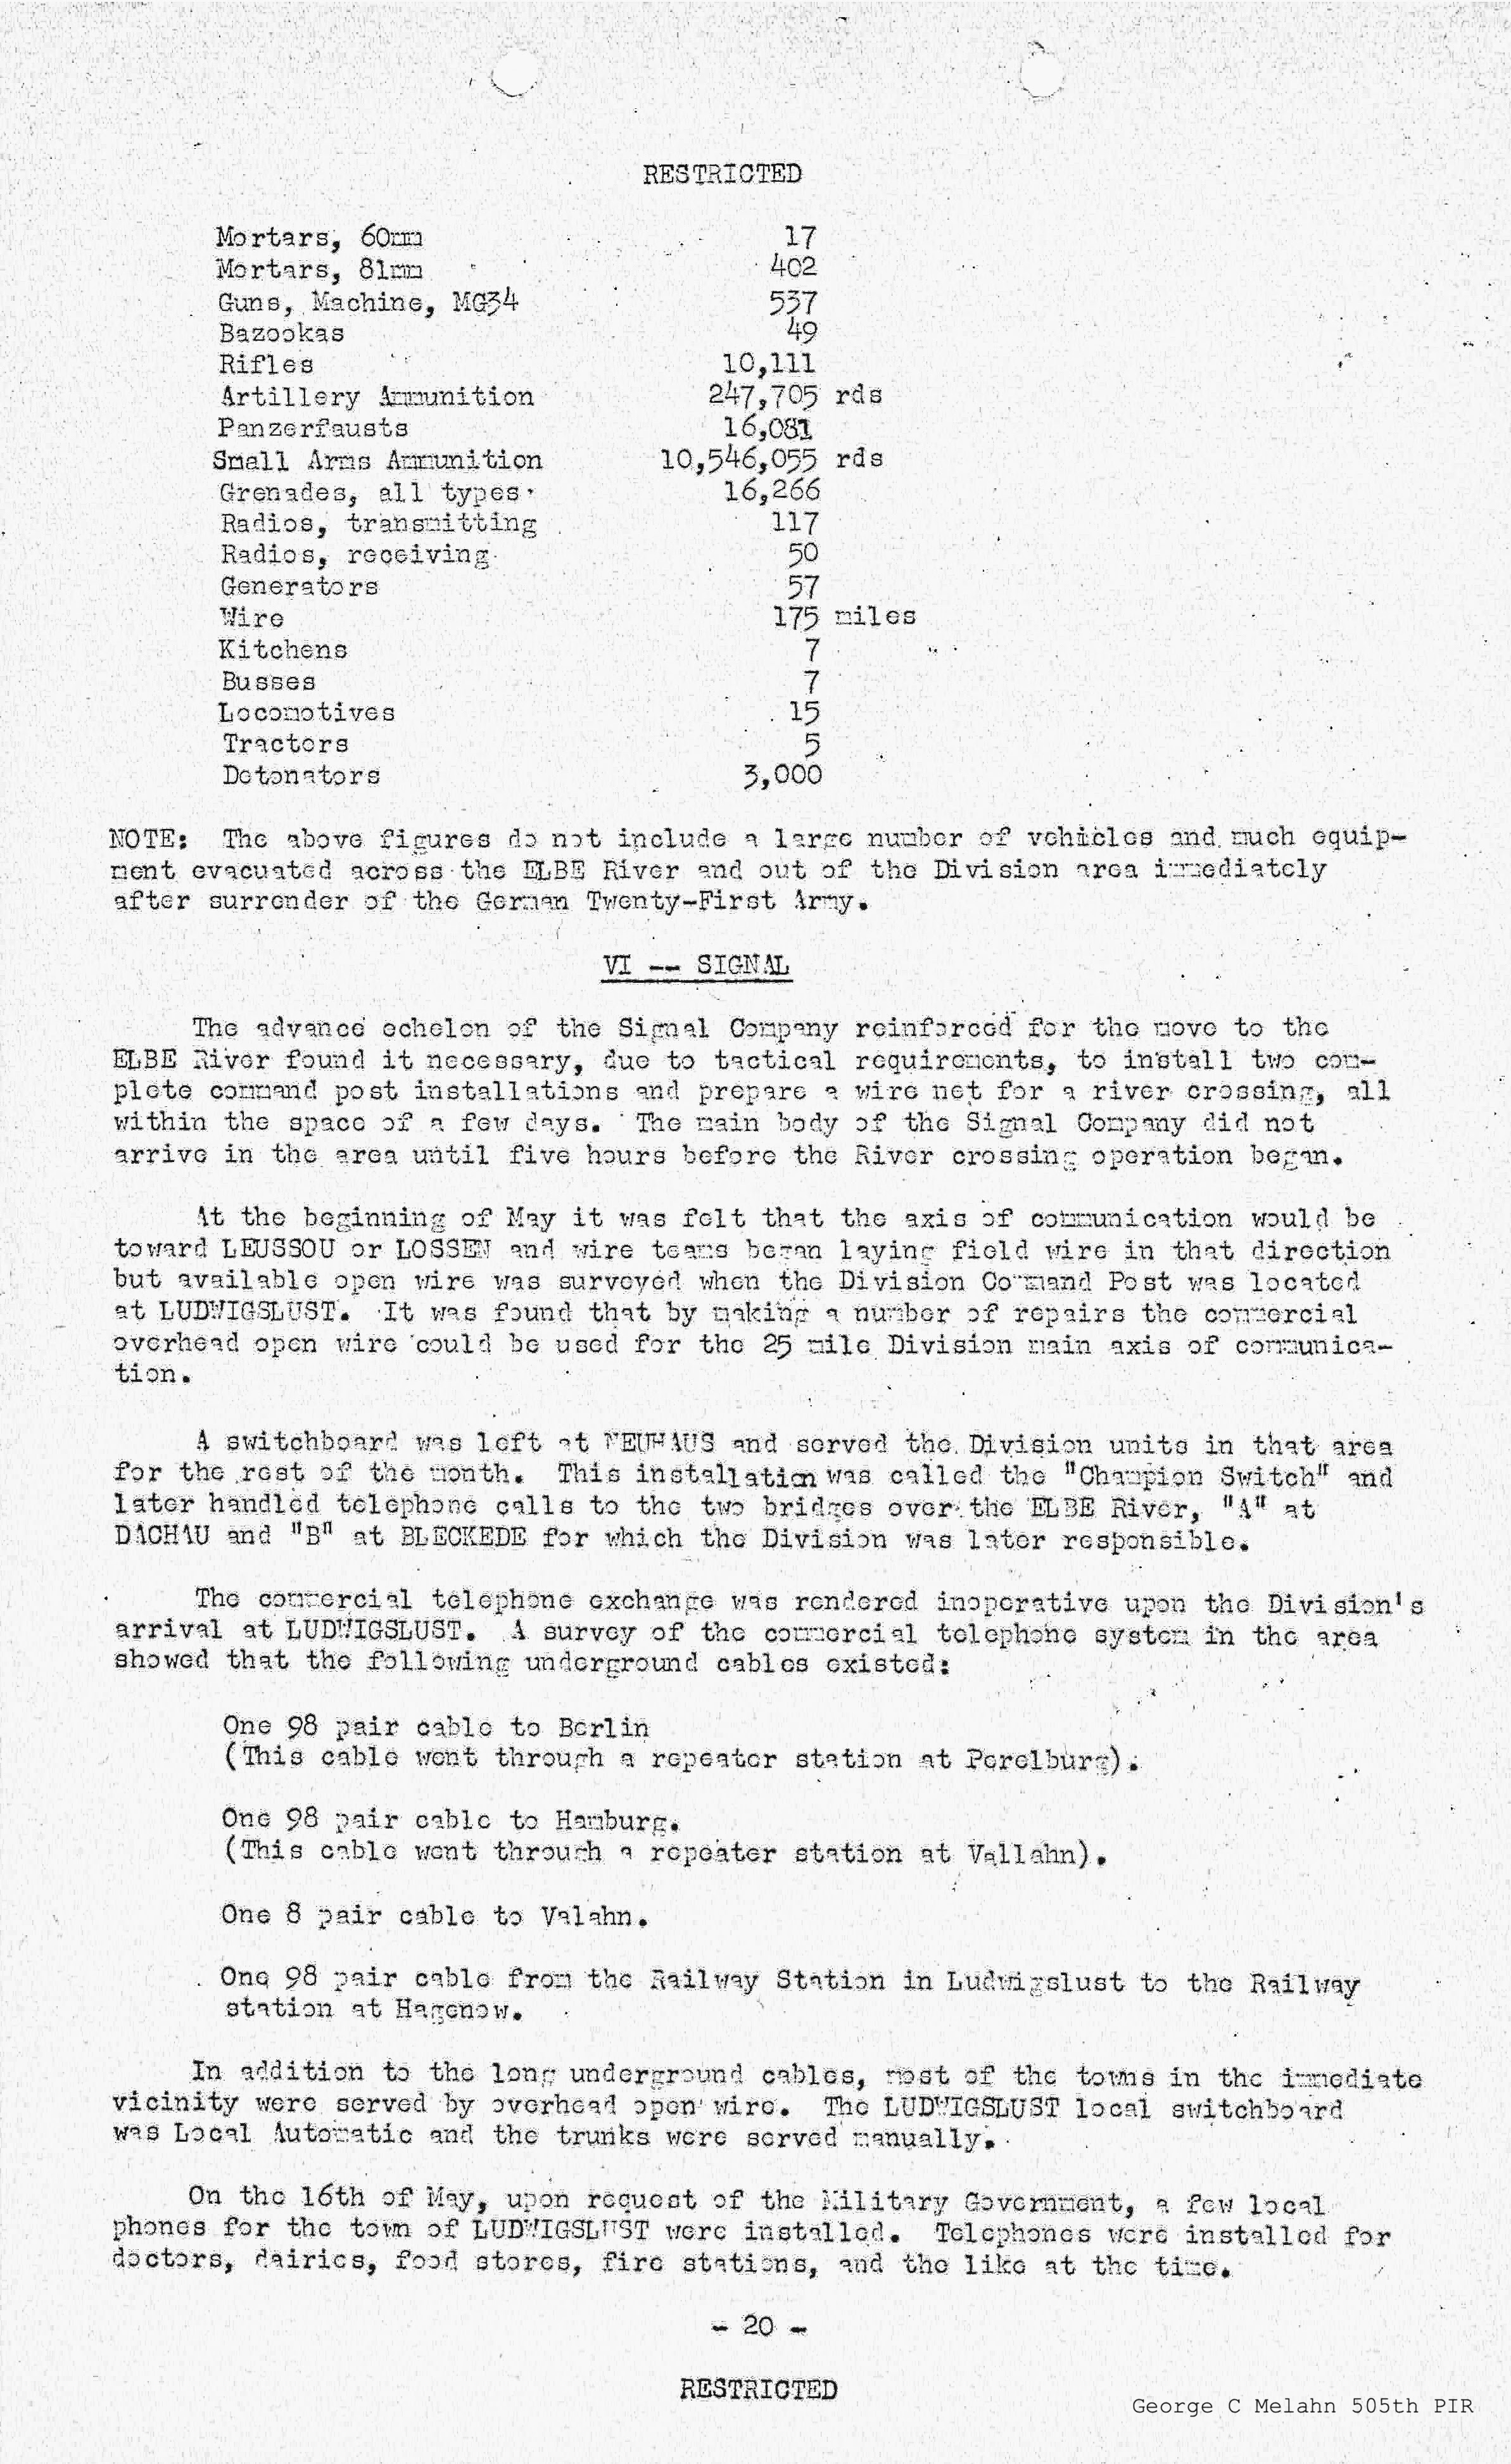 RESTRICTED
Mortars, 60mm 17
Mortars, 81mm 402
Guns, Machine, MG34 537
Bazookas 49
Rifles 10,111
Artillery Ammunition 247,705 rds
Panzerfausts 16,081
Small Arms Ammunition 10,546,055 rds
Grenades, all types 16,266
Radios, transmitting 117
Radios, receiving 50
Generators 57
Wire 175 miles
Kitchens 7
Busses 7
Locomotives 15
Tractors 5
Detonators 3,000
NOTE: The above figures do not include a large number of vehicles and much equip-
ment evacuated across the ELBE River and out of the Division area immediately
after surrender of the German Twenty-First Army.
VI -- SIGNAL
The advance echelon of the Signal Company reinforced for the move to the
ELBE River found it necessary, due to tactical requirements, to install two com-
plete command post installations and prepare a wire net for a river crossing, all
within the space of a few days. The main body of the Signal Company did not
arrive in the area until five hours before the River crossing operation began.
At the beginning of May it was felt that the axis of communication would be
toward LEUSSOU or LOSSEN and wire teams began laying field wire in that direction
but available open wire was surveyed when the Division Command Post was located
at LUDWIGSLUST. It was found that by making a number of repairs the commercial
overhead open wire could be used for the 25 mile Division main axis of communica-
tion.
A switchboard was left at NEUHAUS and served the Division units in that area
for the rest of the month. This installation was called the "Champion Switch" and
later handled telephone calls to the two bridges over the ELBE River, "A" at
DACHAU and "B" at BLECKEDE for which the Division was later responsible.
The commercial telephone exchange was rendered inoperative upon the Division's
arrival at LUDWIGSLUST. A survey of the commercial telephone system in the area
showed that the following underground cables existed:
One 98 pair cable to Berlin
(This cable went through a repeater station at Perelburg).
One 98 pair cable to Hamburg.
(This cable went through a repeater station at Vallahn).
One 8 pair cable to Valahn.
One 98 pair cable from the Railway Station in Ludwigslust to the Railway
station at Hagenow.
In addition to the long underground cables, most of the towns in the immediate
vicinity were served by overhead open wire. The LUDWIGSLUST local switchboard
was Local Automatic and the trunks were served manually.
On the 16th of May, upon request of the Military Government, a few local
phones for the town of LUDWIGSLUST were installed. Telephones were installed for
doctors, dairies, food stores, fire stations, and the like at the time.
- 20 -
RESTRICTED
George C Melahn 505th PIR